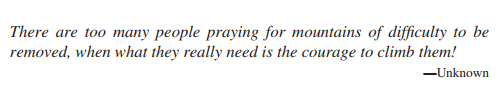 There are too many people praying for mountains of difficulty to be
removed, when what they really need is the courage to climb them!
—Unknown